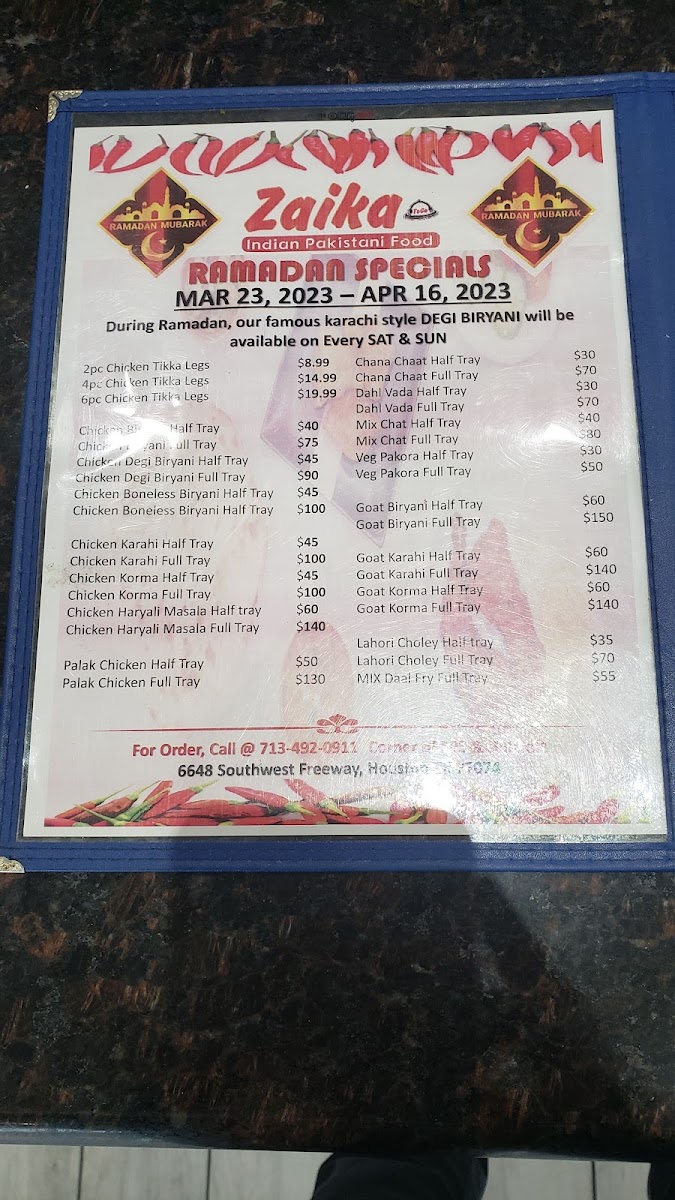 RAMADAN MUBARAK
Zaika
ToGo
RAMADAN MUBARAK
Indian Pakistani Food
RAMADAN SPECIALS
MAR 23, 2023 – APR 16, 2023
During Ramadan, our famous karachi style DEGI BIRYANI will be
available on Every SAT & SUN
2pc Chicken Tikka Legs $8.99
4pc Chicken Tikka Legs $14.99
6pc Chicken Tikka Legs $19.99
Chicken Biryani Half Tray $40
Chicken Biryani Full Tray $75
Chicken Degi Biryani Half Tray $45
Chicken Degi Biryani Full Tray $90
Chicken Boneless Biryani Half Tray $45
Chicken Boneless Biryani Half Tray $100
Chicken Karahi Half Tray $45
Chicken Karahi Full Tray $100
Chicken Korma Half Tray $45
Chicken Korma Full Tray $100
Chicken Haryali Masala Half tray $60
Chicken Haryali Masala Full Tray $140
Palak Chicken Half Tray $50
Palak Chicken Full Tray $130
Chana Chaat Half Tray $30
Chana Chaat Full Tray $70
Dahl Vada Half Tray $30
Dahl Vada Full Tray $70
Mix Chat Half Tray $40
Mix Chat Full Tray $80
Veg Pakora Half Tray $30
Veg Pakora Full Tray $50
Goat Biryani Half Tray $60
Goat Biryani Full Tray $150
Goat Karahi Half Tray $60
Goat Karahi Full Tray $140
Goat Korma Half Tray $60
Goat Korma Full Tray $140
Lahori Choley Half tray $35
Lahori Choley Full Tray $70
MIX Daal Fry Full Tray $55
For Order, Call @ 713-492-0911 Corner of &
6648 Southwest Freeway, Houston TX 77074